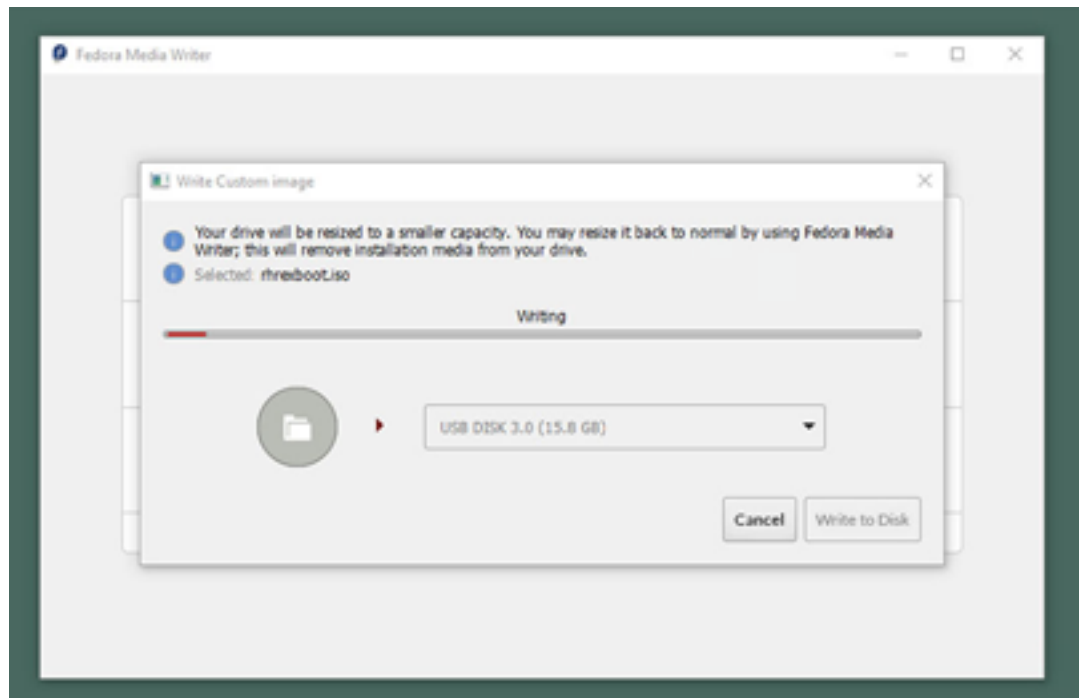 Fedora Media Writer
Write Custom image
Your drive will be resized to a smaller capacity. You may resize it back to normal by using Fedora Media
Writer; this will remove installation media from your drive.
Selected: rhrexboot.iso
Writing
USB DISK 3.0 (15.8 GB)
Cancel Write to Disk